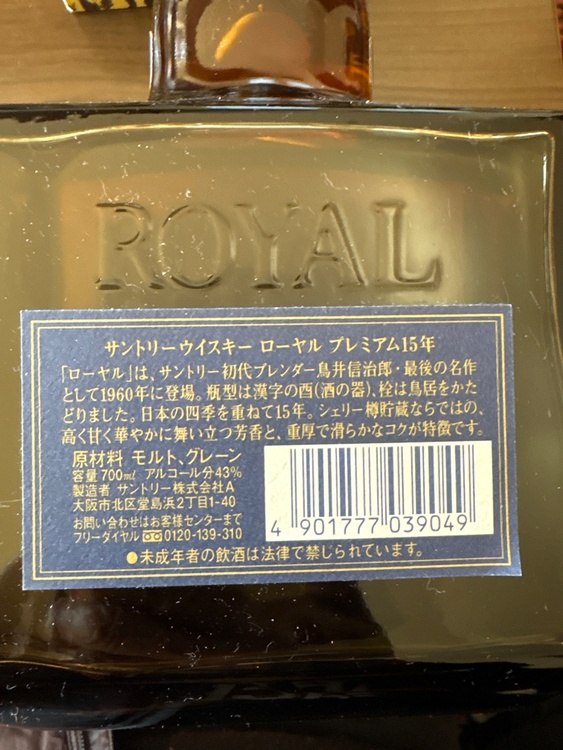 ROYAL
サントリーウイスキー ローヤル プレミアム15年
「ローヤル」は、サントリー初代ブレンダー鳥井信治郎・最後の名作
として1960年に登場。瓶型は漢字の酉(酒の器)、栓は鳥居をかた
どりました。日本の四季を重ねて15年。シェリー樽貯蔵ならではの、
高く甘く華やかに舞い立つ芳香と、重厚で滑らかなコクが特徴です。
原材料 モルト、グレーン
容量 700ml アルコール分43%
製造者 サントリー株式会社A
大阪市北区堂島浜2丁目1-40
お問い合わせはお客様センターまで
フリーダイヤル 0120-139-310
4 901777 039049
●未成年者の飲酒は法律で禁じられています。